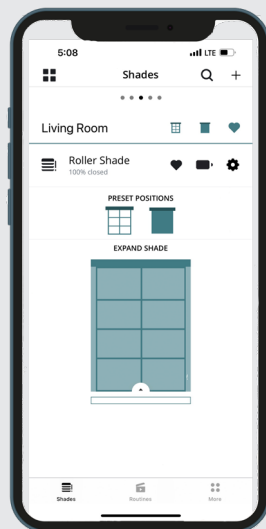 5:08
LTE
Shades
Living Room
Roller Shade
100% closed
PRESET POSITIONS
EXPAND SHADE
Shades
Routines
More